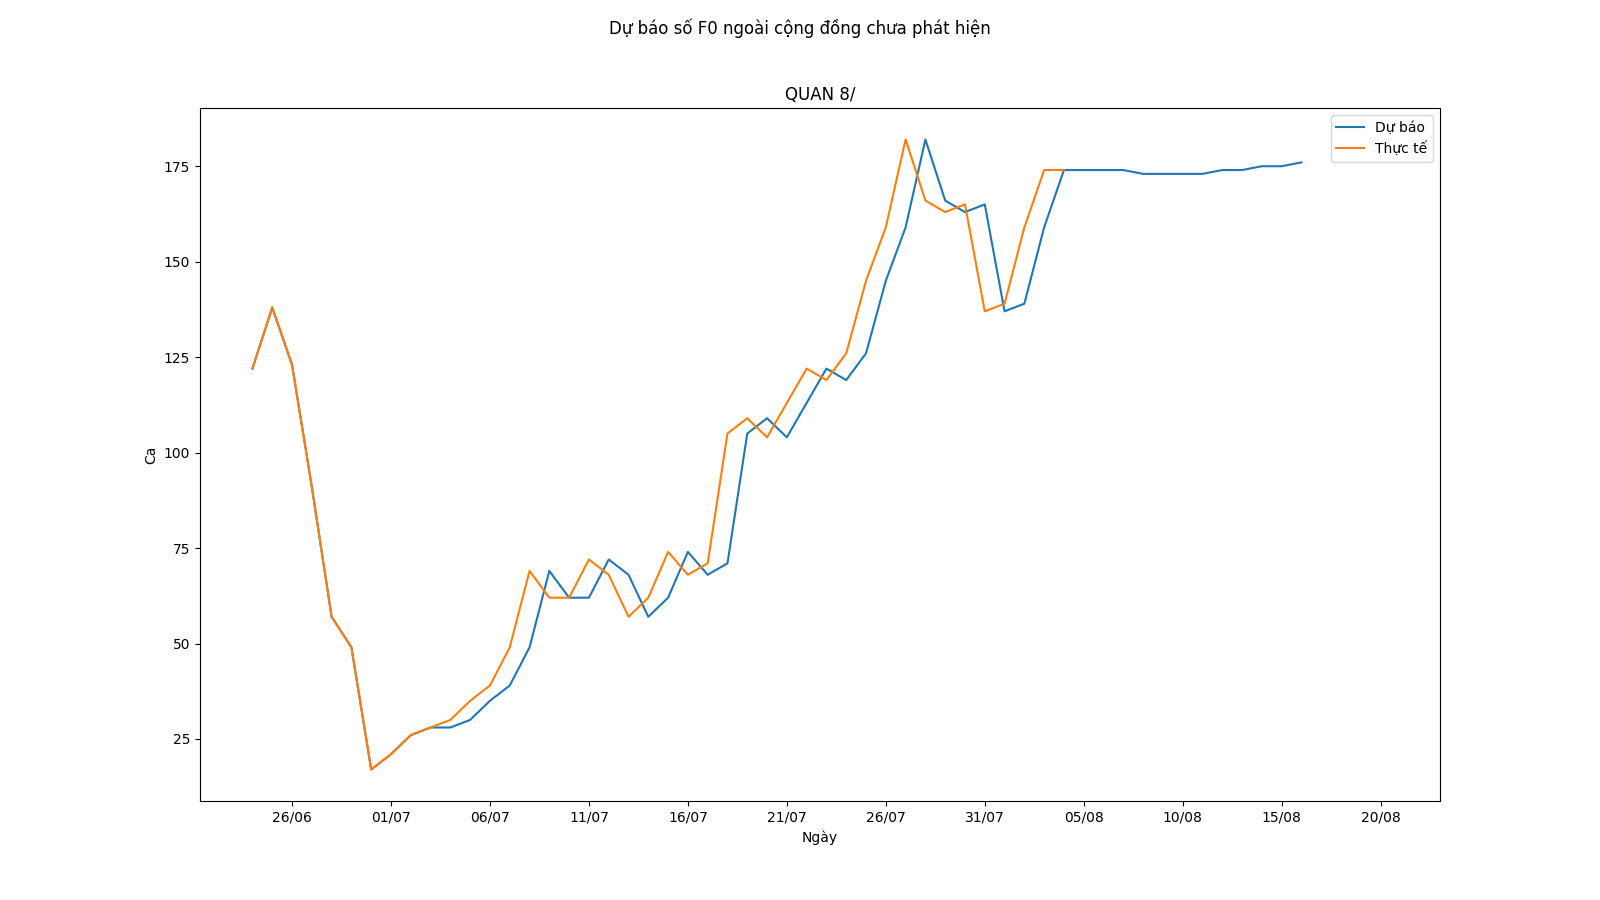 Dự báo số F0 ngoài cộng đồng chưa phát hiện
QUAN 8/
Dự báo
Thực tế
175
150
125
100
75
50
25
Ca
26/06 01/07 06/07 11/07 16/07 21/07 26/07 31/07 05/08 10/08 15/08 20/08
Ngày